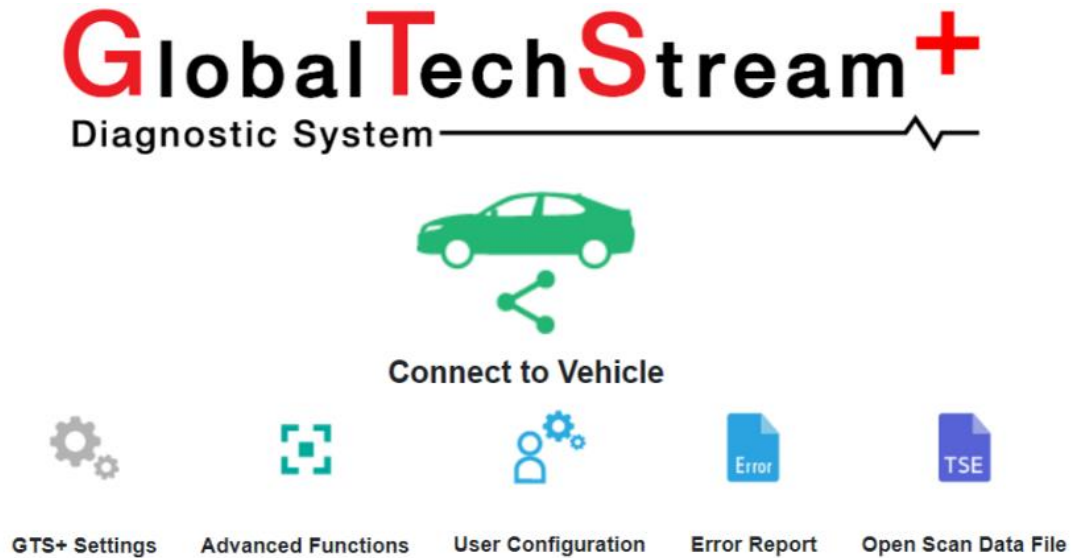 GlobalTechStream+
Diagnostic System
Connect to Vehicle
Error
TSE
GTS+ Settings
Advanced Functions
User Configuration
Error Report
Open Scan Data File